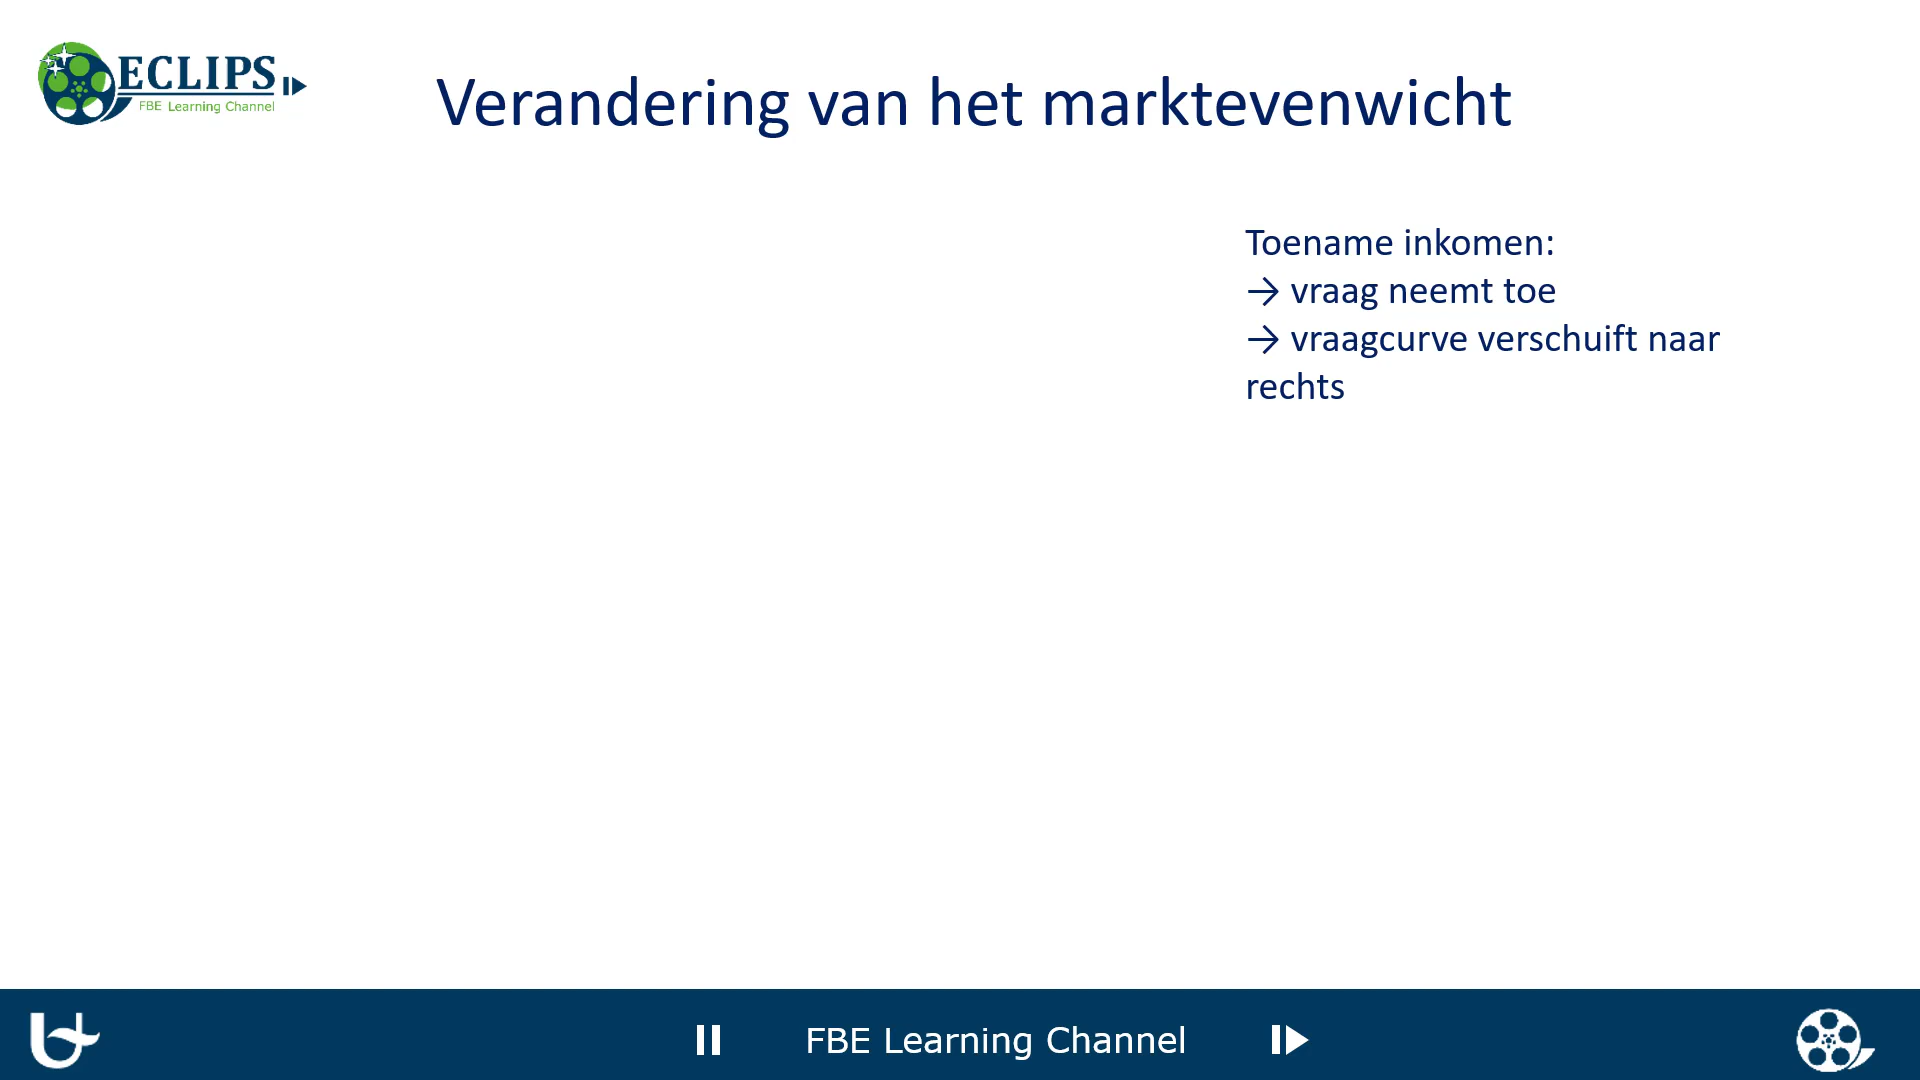 ECLIPS
FBE Learning Channel
Verandering van het marktevenwicht
Toename inkomen:
→ vraag neemt toe
→ vraagcurve verschuift naar
rechts
FBE Learning Channel